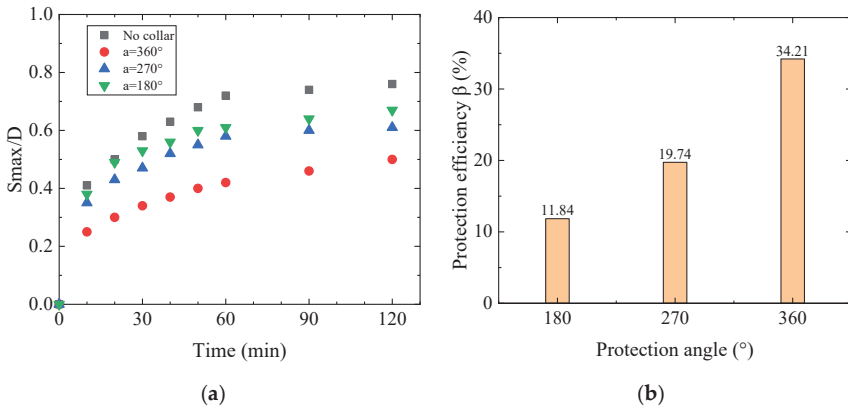 No collar
a=360°
a=270°
a=180°
1.0
0.8
0.6
0.4
0.2
0.0
Smax/D
0 30 60 90 120
Time (min)
(a)
40
30
20
10
0
Protection efficiency β (%)
11.84
19.74
34.21
180 270 360
Protection angle (°)
(b)